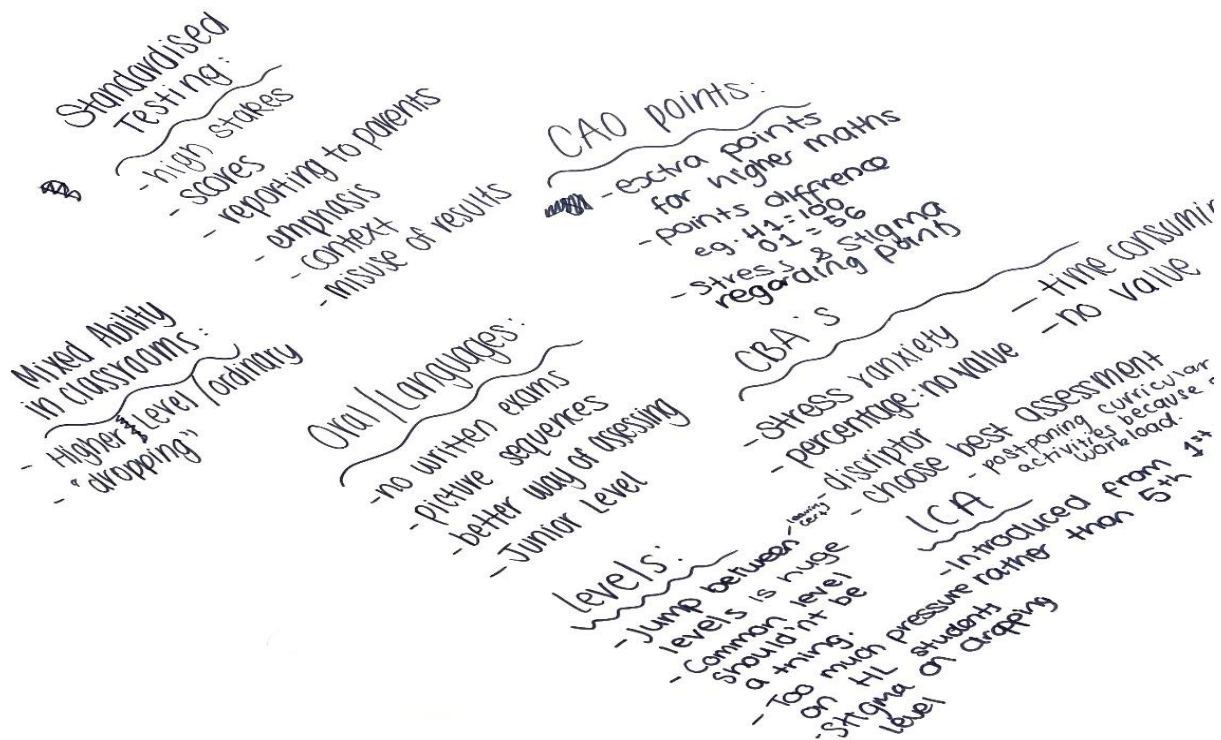 Standardised
Testing:
- high stakes
- scores
- reporting to parents
- emphasis
- context
- misuse of results
CAO points:
- exctra points
for higher maths
- points diffrence
eg. H1 = 100
O1 = 56
- Stress & Stigma
regarding point
Mixed Ability
in classrooms:
- Higher Level / ordinary
- "dropping"
Oral/Languages:
- no written exams
- picture sequences
- better way of assessing
- Junior Level
CBA's
- Stress + anxiety
- percentage: no value
- discriptor
- choose best assessment
- postponing curricular
activities because
workload.
- time consumin
- no value
Levels:
- Jump between
levels is huge
- Common level
should'nt be
a thing.
- Too much pressure
on HL students
- Stigma on dropping
level
LCA
- Introduced from 1st
rather than 5th